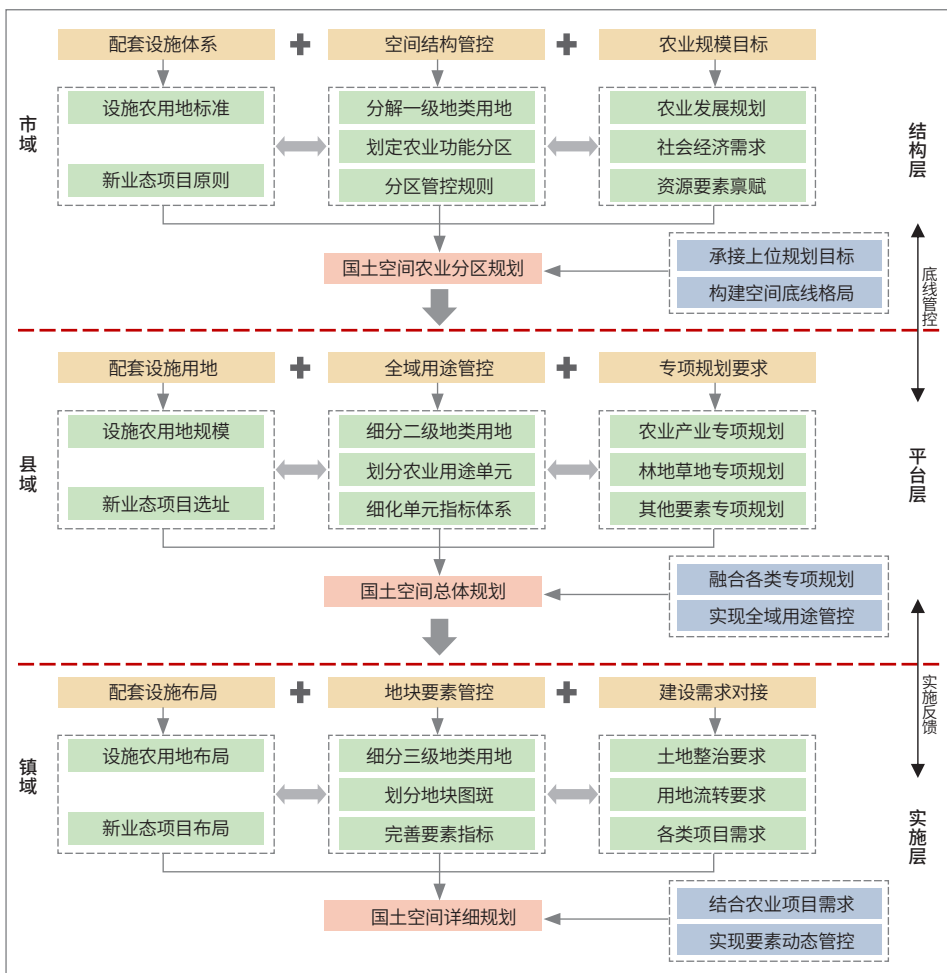 配套设施体系
空间结构管控
农业规模目标
市域
设施农用地标准
新业态项目原则
分解一级地类用地
划定农业功能分区
分区管控规则
农业发展规划
社会经济需求
资源要素禀赋
结构层
国土空间农业分区规划
承接上位规划目标
构建空间底线格局
底线管控
配套设施用地
全域用途管控
专项规划要求
县域
设施农用地规模
新业态项目选址
细分二级地类用地
划分农业用途单元
细化单元指标体系
农业产业专项规划
林地草地专项规划
其他要素专项规划
平台层
国土空间总体规划
融合各类专项规划
实现全域用途管控
实施反馈
配套设施布局
地块要素管控
建设需求对接
镇域
设施农用地布局
新业态项目布局
细分三级地类用地
划分地块图斑
完善要素指标
土地整治要求
用地流转要求
各类项目需求
实施层
国土空间详细规划
结合农业项目需求
实现要素动态管控